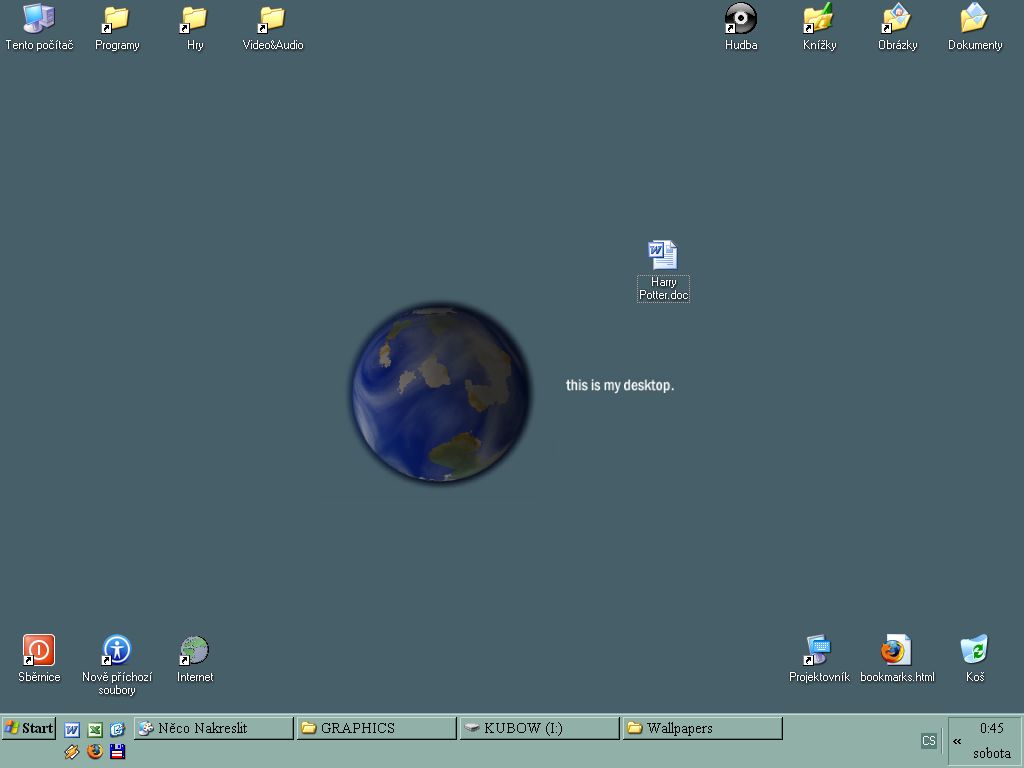 Tento počítač
Programy
Hry
Video&Audio
Hudba
Knížky
Obrázky
Dokumenty
Harry
Potter.doc
this is my desktop.
Sběrnice
Nově příchozí
soubory
Internet
Projektovník
bookmarks.html
Koš
Start
Něco Nakreslit
GRAPHICS
KUBOW (I:)
Wallpapers
CS
«
0:45
sobota